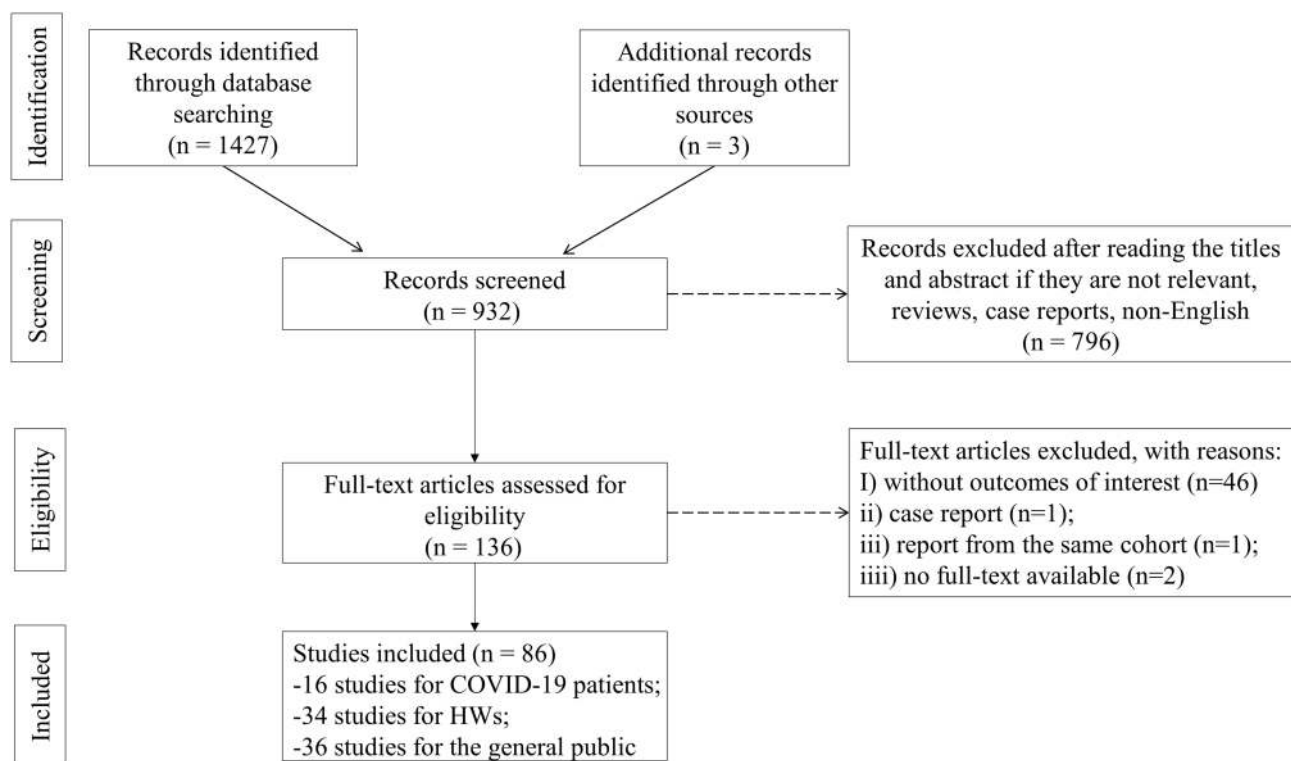 Identification
Records identified
through database
searching
(n = 1427)
Additional records
identified through other
sources
(n = 3)
Screening
Records screened
(n = 932)
Records excluded after reading the titles
and abstract if they are not relevant,
reviews, case reports, non-English
(n = 796)
Eligibility
Full-text articles assessed for
eligibility
(n = 136)
Full-text articles excluded, with reasons:
I) without outcomes of interest (n=46)
ii) case report (n=1);
iii) report from the same cohort (n=1);
iiii) no full-text available (n=2)
Included
Studies included (n = 86)
-16 studies for COVID-19 patients;
-34 studies for HWs;
-36 studies for the general public